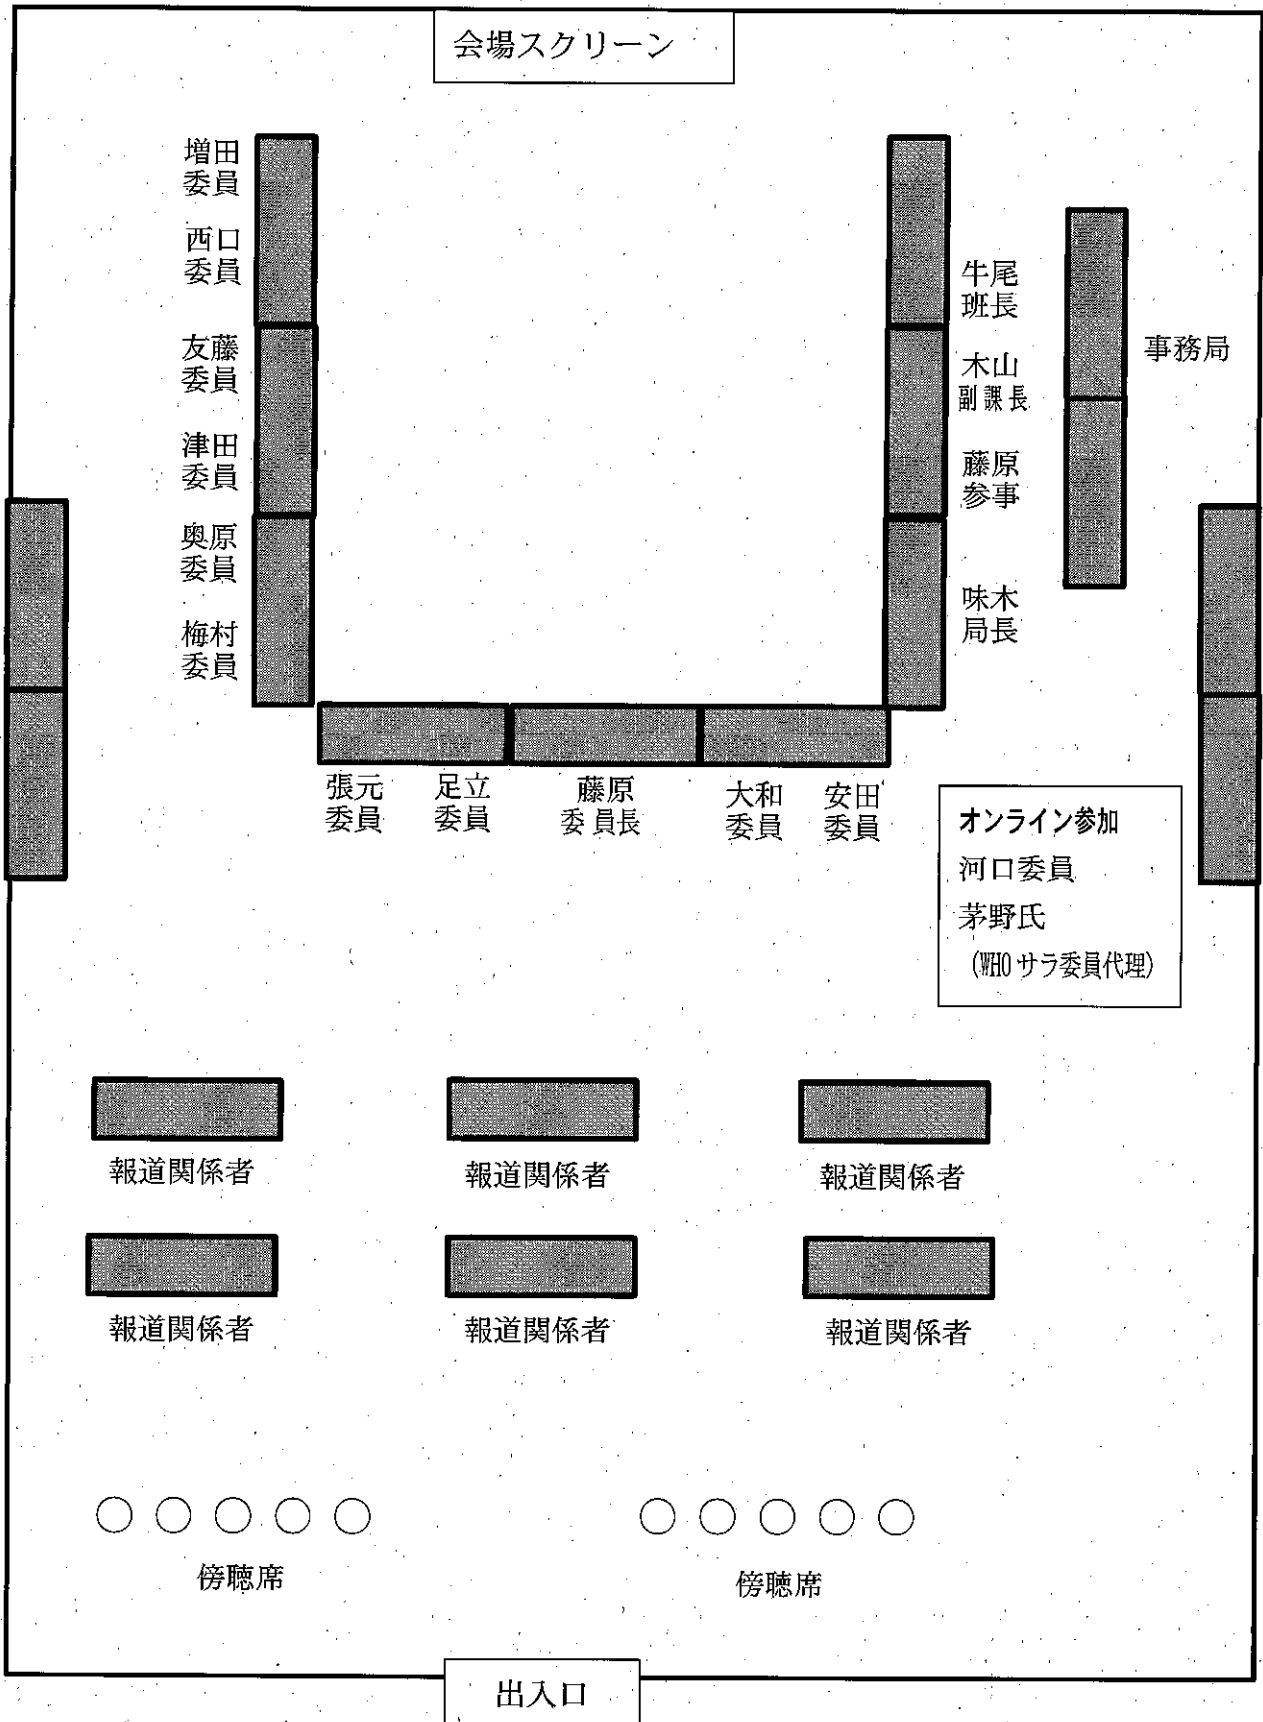 会場スクリーン
増田
委員
西口
委員
友藤
委員
津田
委員
奥原
委員
梅村
委員
牛尾
班長
木山
副課長
藤原
参事
味木
局長
事務局
張元
委員
足立
委員
藤原
委員長
大和
委員
安田
委員
オンライン参加
河口委員
茅野氏
（WHOサラ委員代理）
報道関係者
報道関係者
報道関係者
報道関係者
報道関係者
報道関係者
傍聴席
傍聴席
出入口